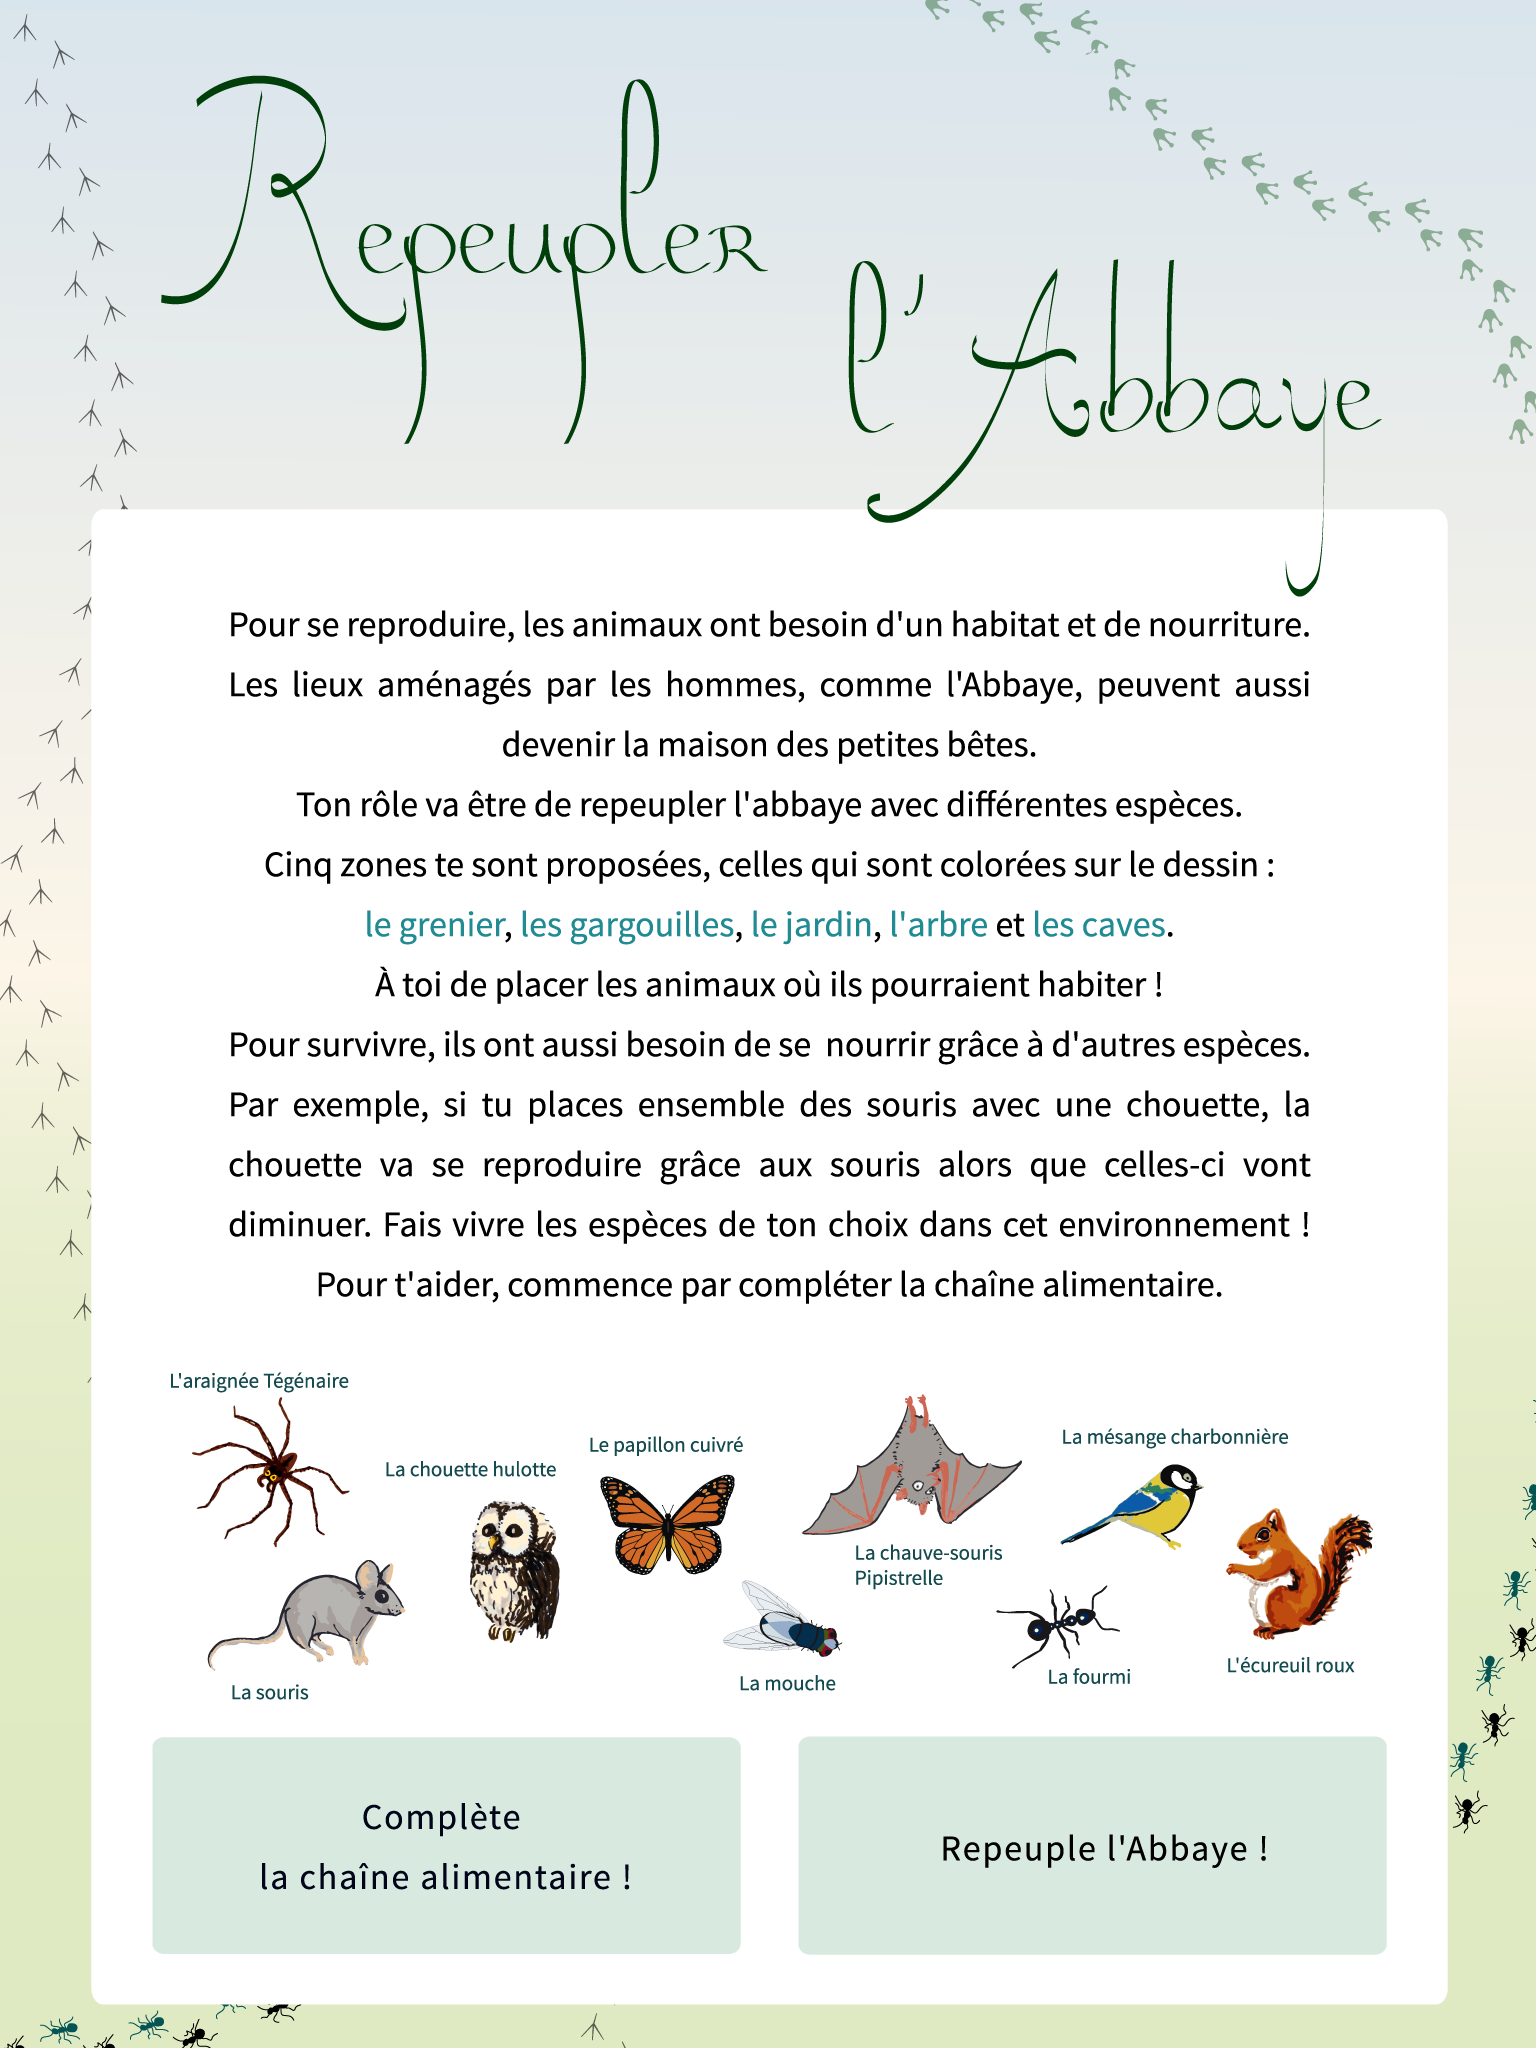 Repeupler
l'Abbaye
Pour se reproduire, les animaux ont besoin d'un habitat et de nourriture.
Les lieux aménagés par les hommes, comme l'Abbaye, peuvent aussi
devenir la maison des petites bêtes.
Ton rôle va être de repeupler l'abbaye avec différentes espèces.
Cinq zones te sont proposées, celles qui sont colorées sur le dessin :
le grenier, les gargouilles, le jardin, l'arbre et les caves.
À toi de placer les animaux où ils pourraient habiter !
Pour survivre, ils ont aussi besoin de se nourrir grâce à d'autres espèces.
Par exemple, si tu places ensemble des souris avec une chouette, la
chouette va se reproduire grâce aux souris alors que celles-ci vont
diminuer. Fais vivre les espèces de ton choix dans cet environnement !
Pour t'aider, commence par compléter la chaîne alimentaire.
L'araignée Tégénaire
La chouette hulotte
Le papillon cuivré
La mésange charbonnière
La chauve-souris
Pipistrelle
La souris
La mouche
La fourmi
L'écureuil roux
Complète
la chaîne alimentaire !
Repeuple l'Abbaye !